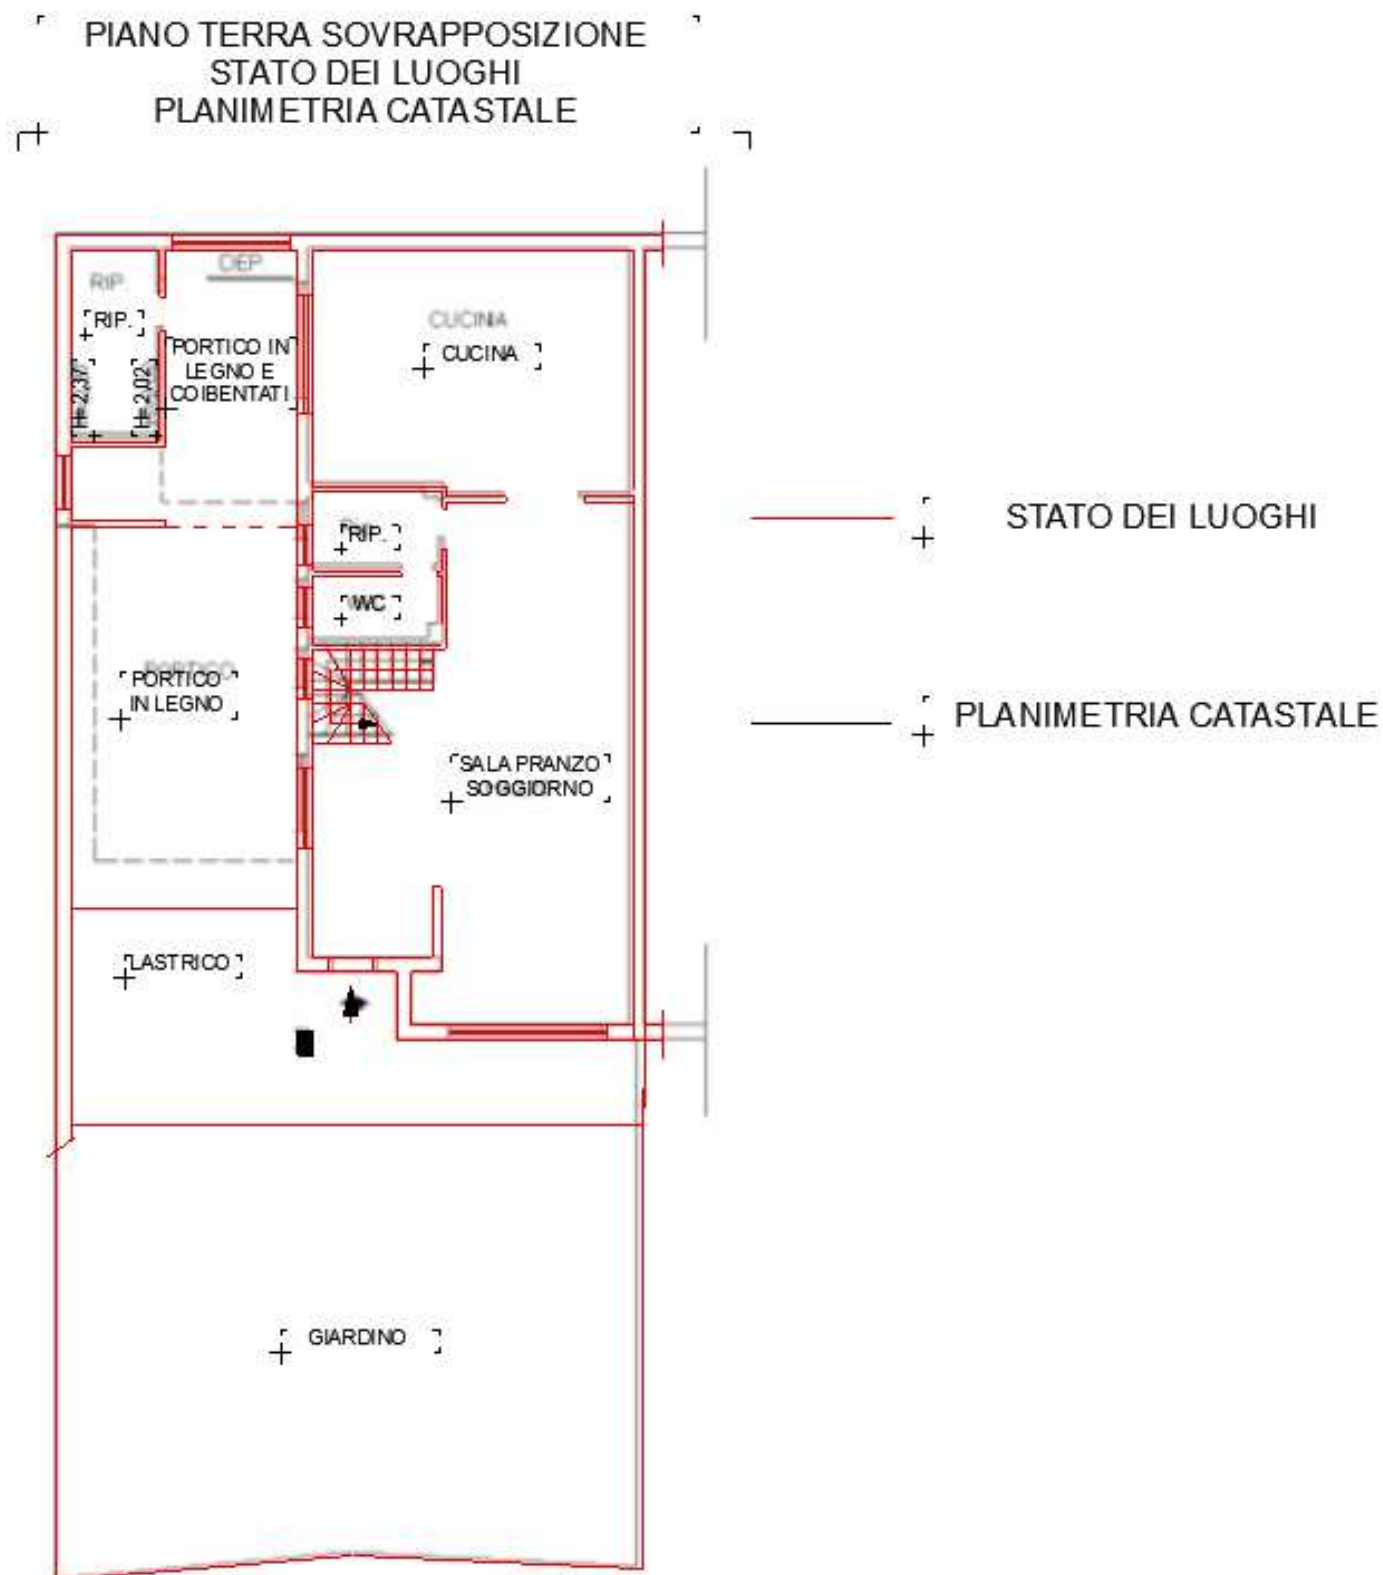 PIANO TERRA SOVRAPPOSIZIONE
STATO DEI LUOGHI
PLANIMETRIA CATASTALE
DEP
RIP.
RIP.
CUCINA
CUCINA
PORTICO IN
LEGNO E
COIBENTATI
H=2,37
H=2,02
STATO DEI LUOGHI
RIP.
WC
PORTICO
PORTICO
IN LEGNO
PLANIMETRIA CATASTALE
SALA PRANZO
SOGGIORNO
LASTRICO
GIARDINO